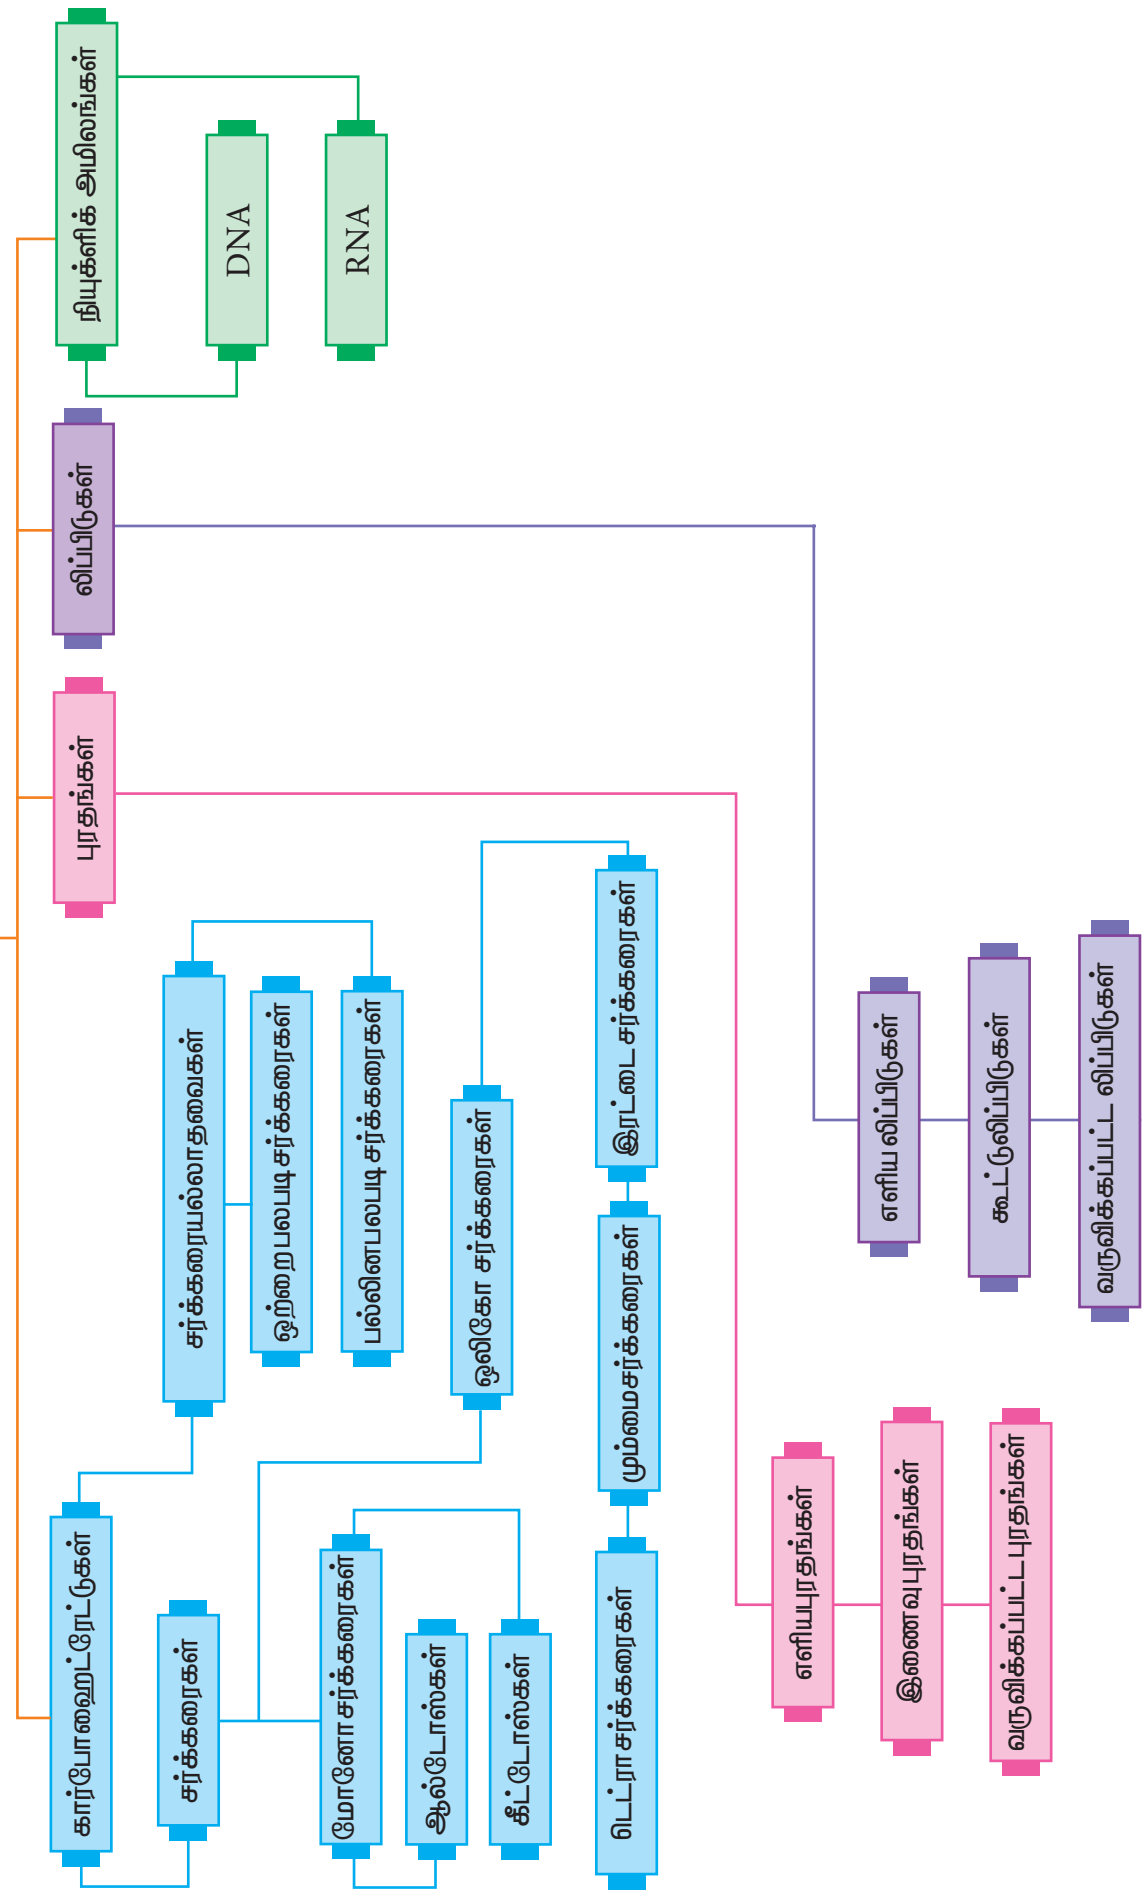 கார்போஹைட்ரேட்டுகள்
சர்க்கரைகள்
மோனோசர்க்கரைகள்
ஆல்டோஸ்கள்
கீட்டோஸ்கள்
ஒலிகோ சர்க்கரைகள்
டெட்ராசர்க்கரைகள்
மும்மைசர்க்கரைகள்
இரட்டை சர்க்கரைகள்
சர்க்கரையல்லாதவைகள்
ஒற்றைபலபடிசர்க்கரைகள்
பல்லினபலபடிசர்க்கரைகள்
புரதங்கள்
எளியபுரதங்கள்
இணைவுபுரதங்கள்
வருவிக்கப்பட்டபுரதங்கள்
லிப்பிடுகள்
எளிய லிப்பிடுகள்
கூட்டுலிப்பிடுகள்
வருவிக்கப்பட்ட லிப்பிடுகள்
நியுக்ளிக் அமிலங்கள்
DNA
RNA